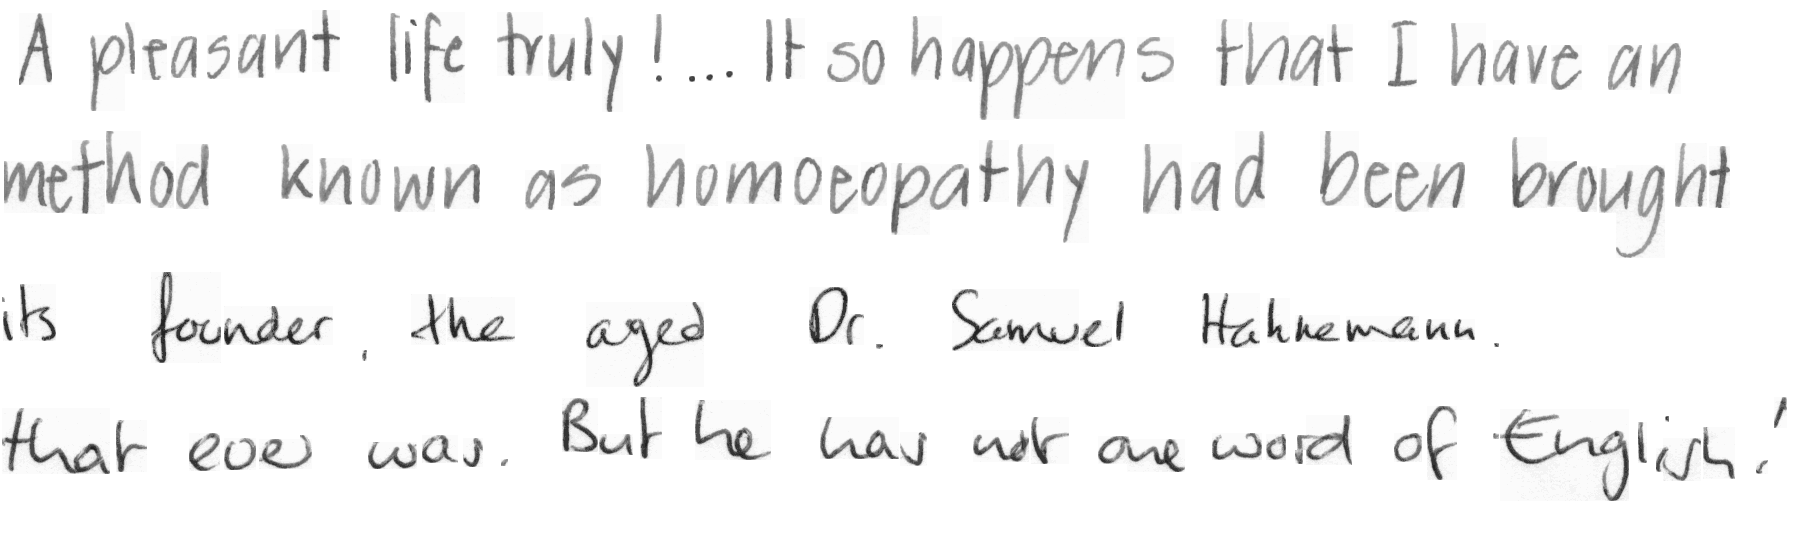 A pleasant life truly! ... It so happens that I have an
method known as homoeopathy had been brought
its founder, the aged Dr. Samuel Hahnemann.
that ever was. But he has not one word of English!